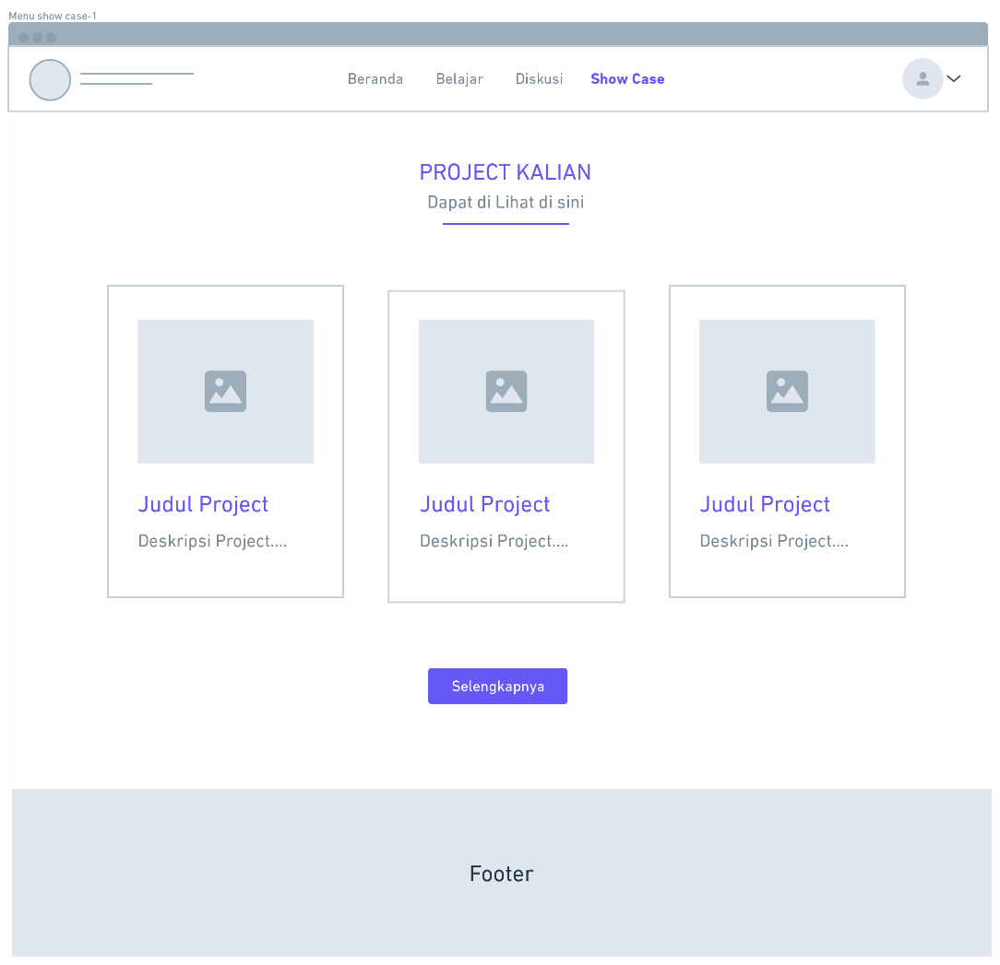 Menu show case-1
Beranda Belajar Diskusi Show Case
PROJECT KALIAN
Dapat di Lihat di sini
Judul Project Judul Project Judul Project
Deskripsi Project.... Deskripsi Project.... Deskripsi Project....
Selengkapnya
Footer